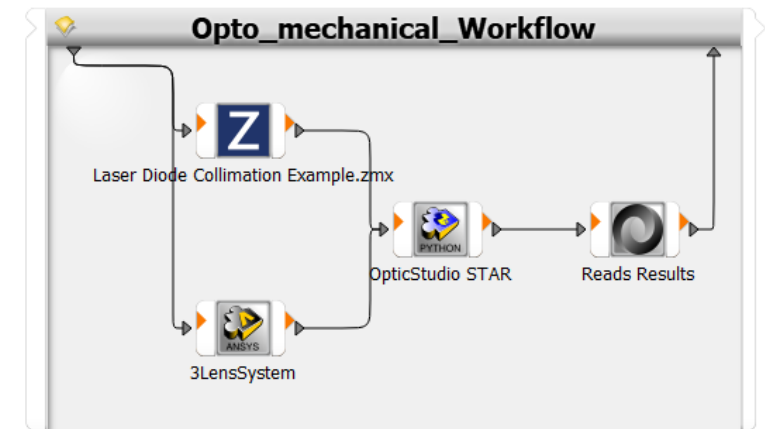 Opto_mechanical_Workflow
Z
Laser Diode Collimation Example.zmx
PYTHON
OpticStudio STAR
Reads Results
ANSYS
3LensSystem